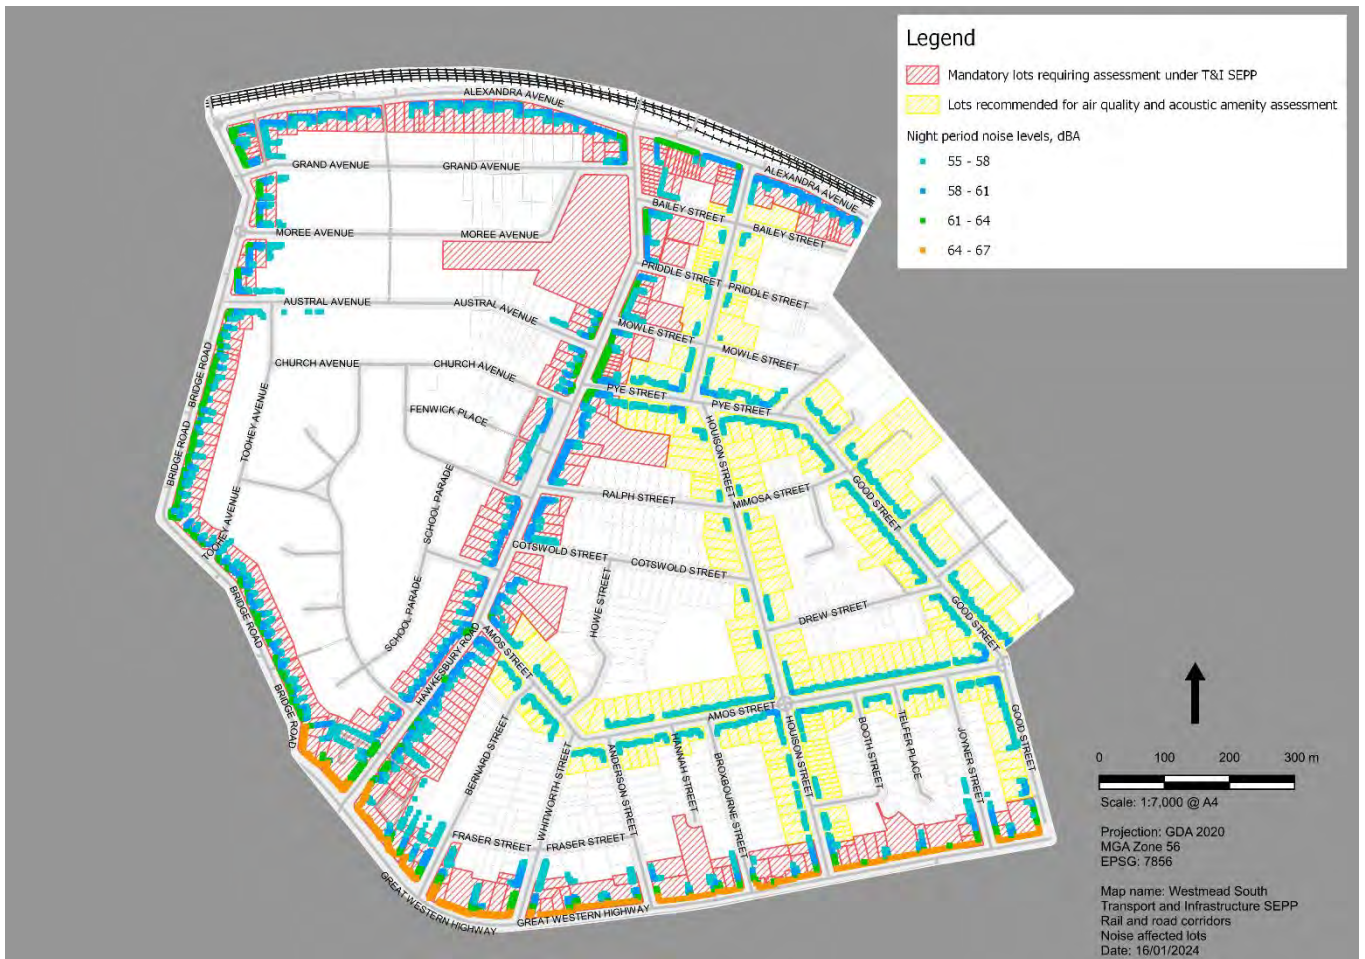 Legend
Mandatory lots requiring assessment under T&I SEPP
Lots recommended for air quality and acoustic amenity assessment
Night period noise levels, dBA
55 - 58
58 - 61
61 - 64
64 - 67
ALEXANDRA AVENUE
GRAND AVENUE
GRAND AVENUE
ALEXANDRA AVENUE
BAILEY STREET
BAILEY STREET
MOREE AVENUE
MOREE AVENUE
PRIDDLE STREET
PRIDDLE STREET
AUSTRAL AVENUE
AUSTRAL AVENUE
MOWLE STREET
MOWLE STREET
BRIDGE ROAD
CHURCH AVENUE
CHURCH AVENUE
PYE STREET
PYE STREET
FENWICK PLACE
TOOHEY AVENUE
HOUISON STREET
BRIDGE ROAD
RALPH STREET
MIMOSA STREET
GOOD STREET
SCHOOL PARADE
TOOHEY AVENUE
COTSWOLD STREET
COTSWOLD STREET
HOWE STREET
DREW STREET
GOOD STREET
BRIDGE ROAD
SCHOOL PARADE
HAWKESBURY ROAD
AMOS STREET
BRIDGE ROAD
AMOS STREET
GOOD STREET
BERNARD STREET
WHITWORTH STREET
ANDERSON STREET
HANNAH STREET
BROXBOURNE STREET
HOUISON STREET
BOOTH STREET
TELFER PLACE
JOYNER STREET
FRASER STREET
FRASER STREET
GREAT WESTERN HIGHWAY
GREAT WESTERN HIGHWAY
0 100 200 300 m
Scale: 1:7,000 @ A4
Projection: GDA 2020
MGA Zone 56
EPSG: 7856
Map name: Westmead South
Transport and Infrastructure SEPP
Rail and road corridors
Noise affected lots
Date: 16/01/2024